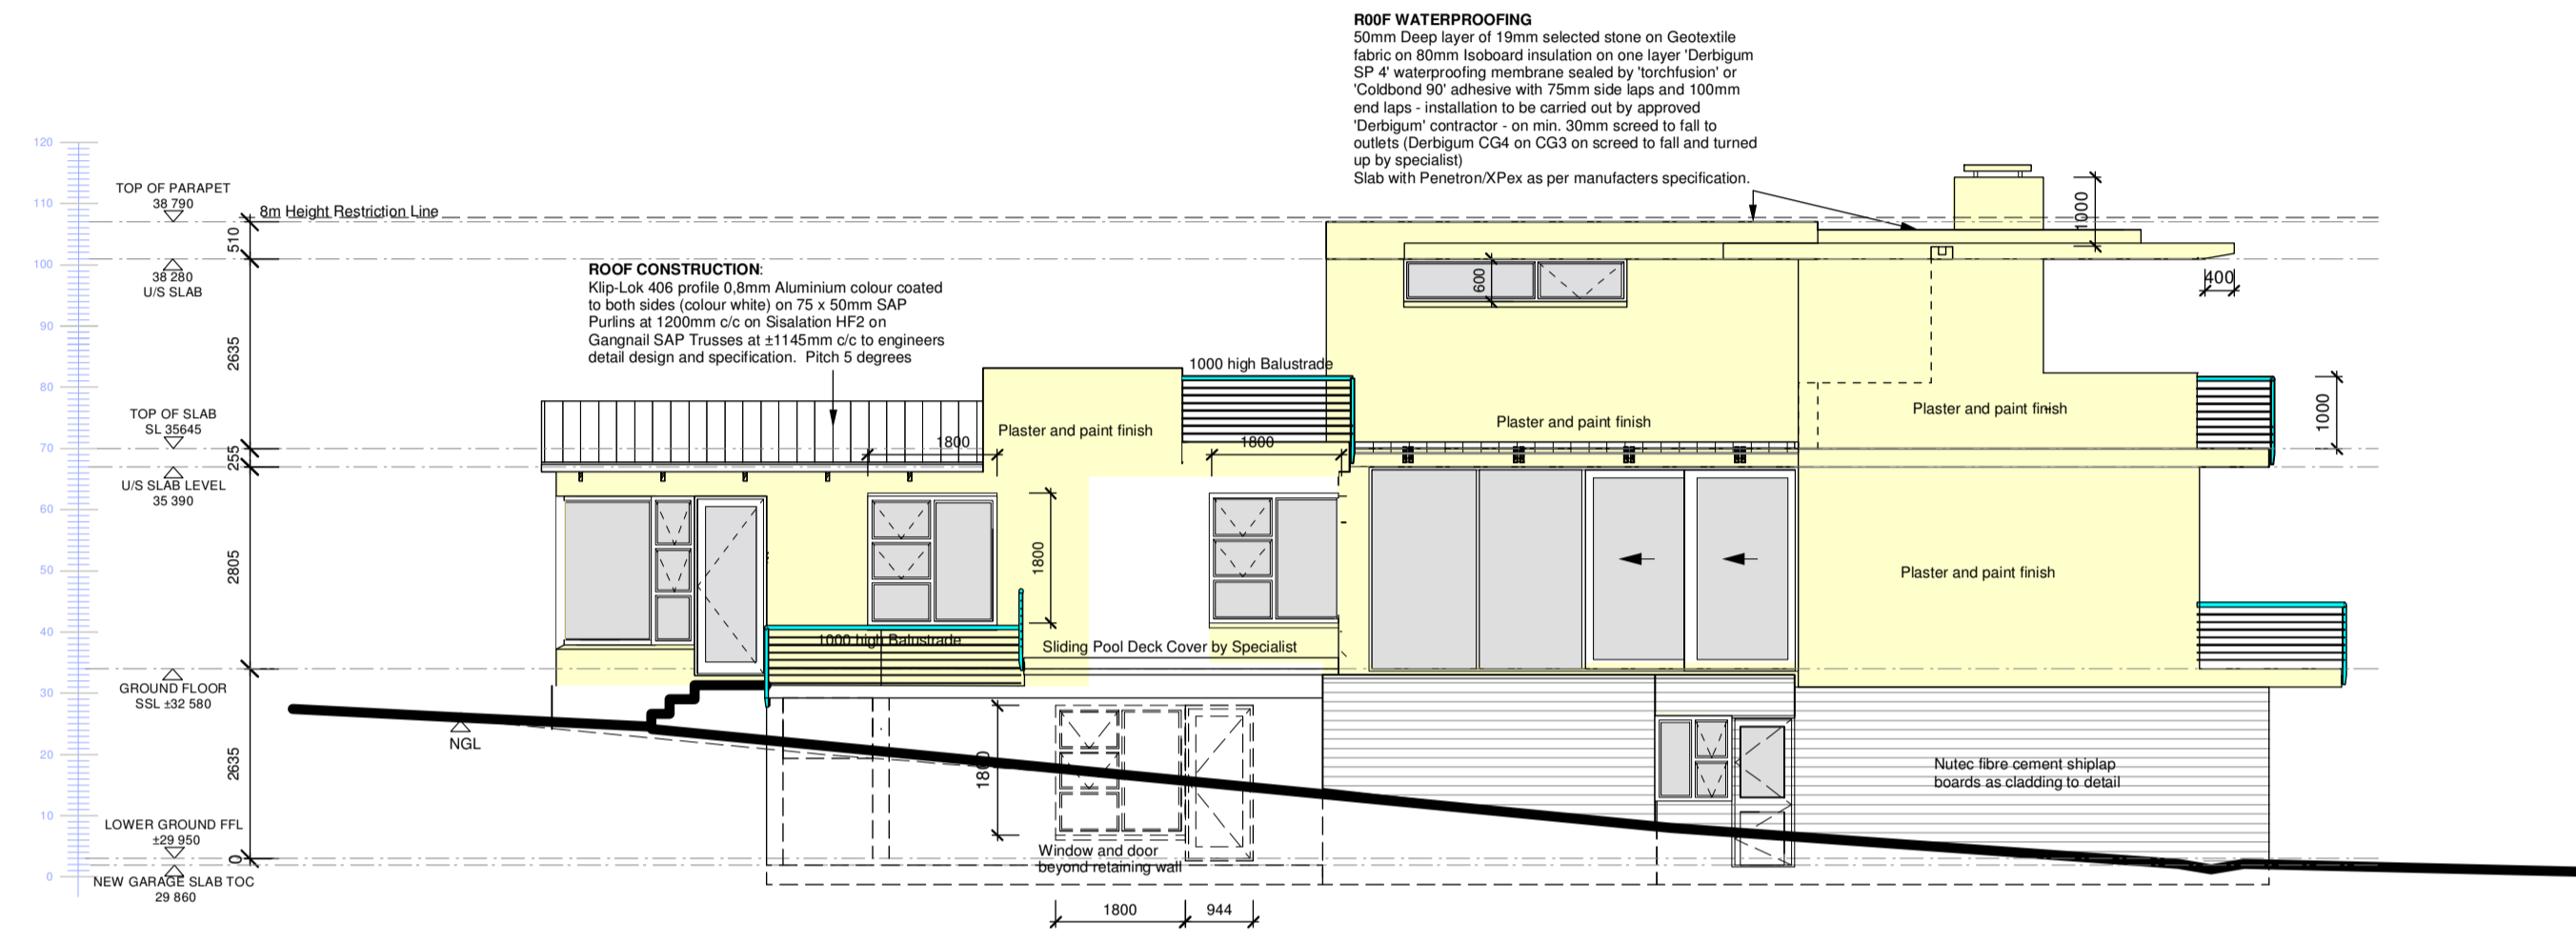 R00F WATERPROOFING
50mm Deep layer of 19mm selected stone on Geotextile
fabric on 80mm Isoboard insulation on one layer 'Derbigum
SP 4' waterproofing membrane sealed by 'torchfusion' or
'Coldbond 90' adhesive with 75mm side laps and 100mm
end laps - installation to be carried out by approved
'Derbigum' contractor - on min. 30mm screed to fall to
outlets (Derbigum CG4 on CG3 on screed to fall and turned
up by specialist)
Slab with Penetron/XPex as per manufacters specification.
120
110
100
90
80
70
60
50
40
30
20
10
0
TOP OF PARAPET
38 790
38 280
U/S SLAB
TOP OF SLAB
SL 35645
U/S SLAB LEVEL
35 390
GROUND FLOOR
SSL ±32 580
LOWER GROUND FFL
±29 950
NEW GARAGE SLAB TOC
29 860
510
2635
255
2805
2635
0
8m Height Restriction Line
ROOF CONSTRUCTION:
Klip-Lok 406 profile 0,8mm Aluminium colour coated
to both sides (colour white) on 75 x 50mm SAP
Purlins at 1200mm c/c on Sisalation HF2 on
Gangnail SAP Trusses at ±1145mm c/c to engineers
detail design and specification.  Pitch 5 degrees
1000
400
600
1000 high Balustrade
1000
Plaster and paint finish
Plaster and paint finish
Plaster and paint finish
1800
1800
1800
Plaster and paint finish
1000 high Balustrade
Sliding Pool Deck Cover by Specialist
NGL
1800
Nutec fibre cement shiplap
boards as cladding to detail
Window and door
beyond retaining wall
1800
944